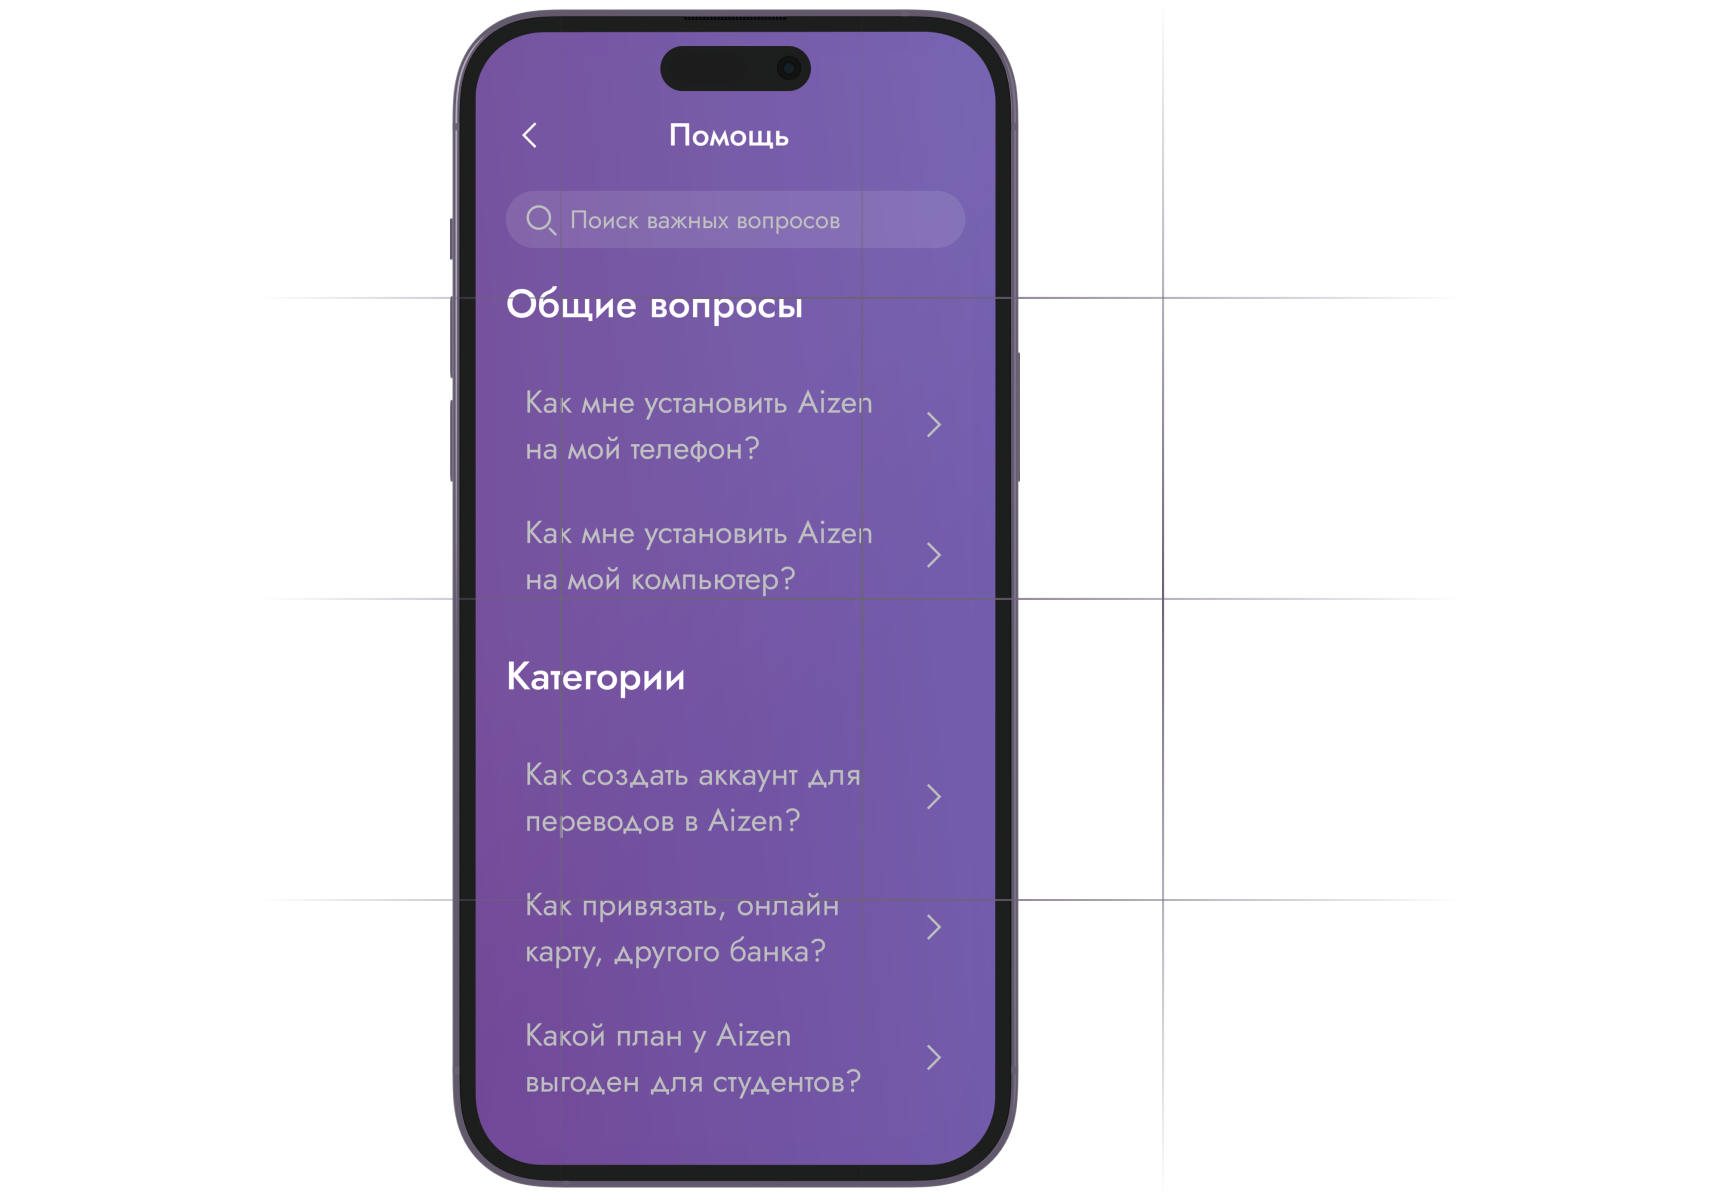 Помощь
Поиск важных вопросов
Общие вопросы
Как мне установить Aizen
на мой телефон?
Как мне установить Aizen
на мой компьютер?
Категории
Как создать аккаунт для
переводов в Aizen?
Как привязать, онлайн
карту, другого банка?
Какой план у Aizen
выгоден для студентов?